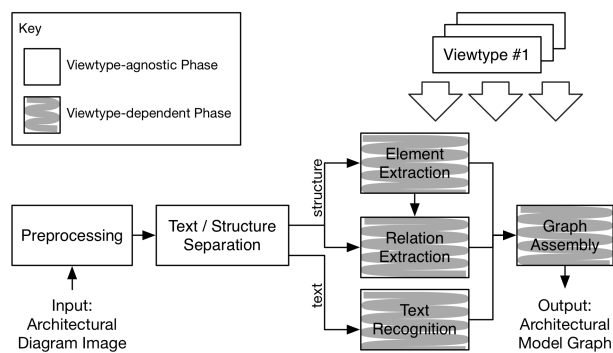 Key
Viewtype-agnostic Phase
Viewtype-dependent Phase
Viewtype #1
Element
Extraction
structure
Preprocessing
Text / Structure
Separation
Relation
Extraction
Graph
Assembly
text
Text
Recognition
Input:
Architectural
Diagram Image
Output:
Architectural
Model Graph